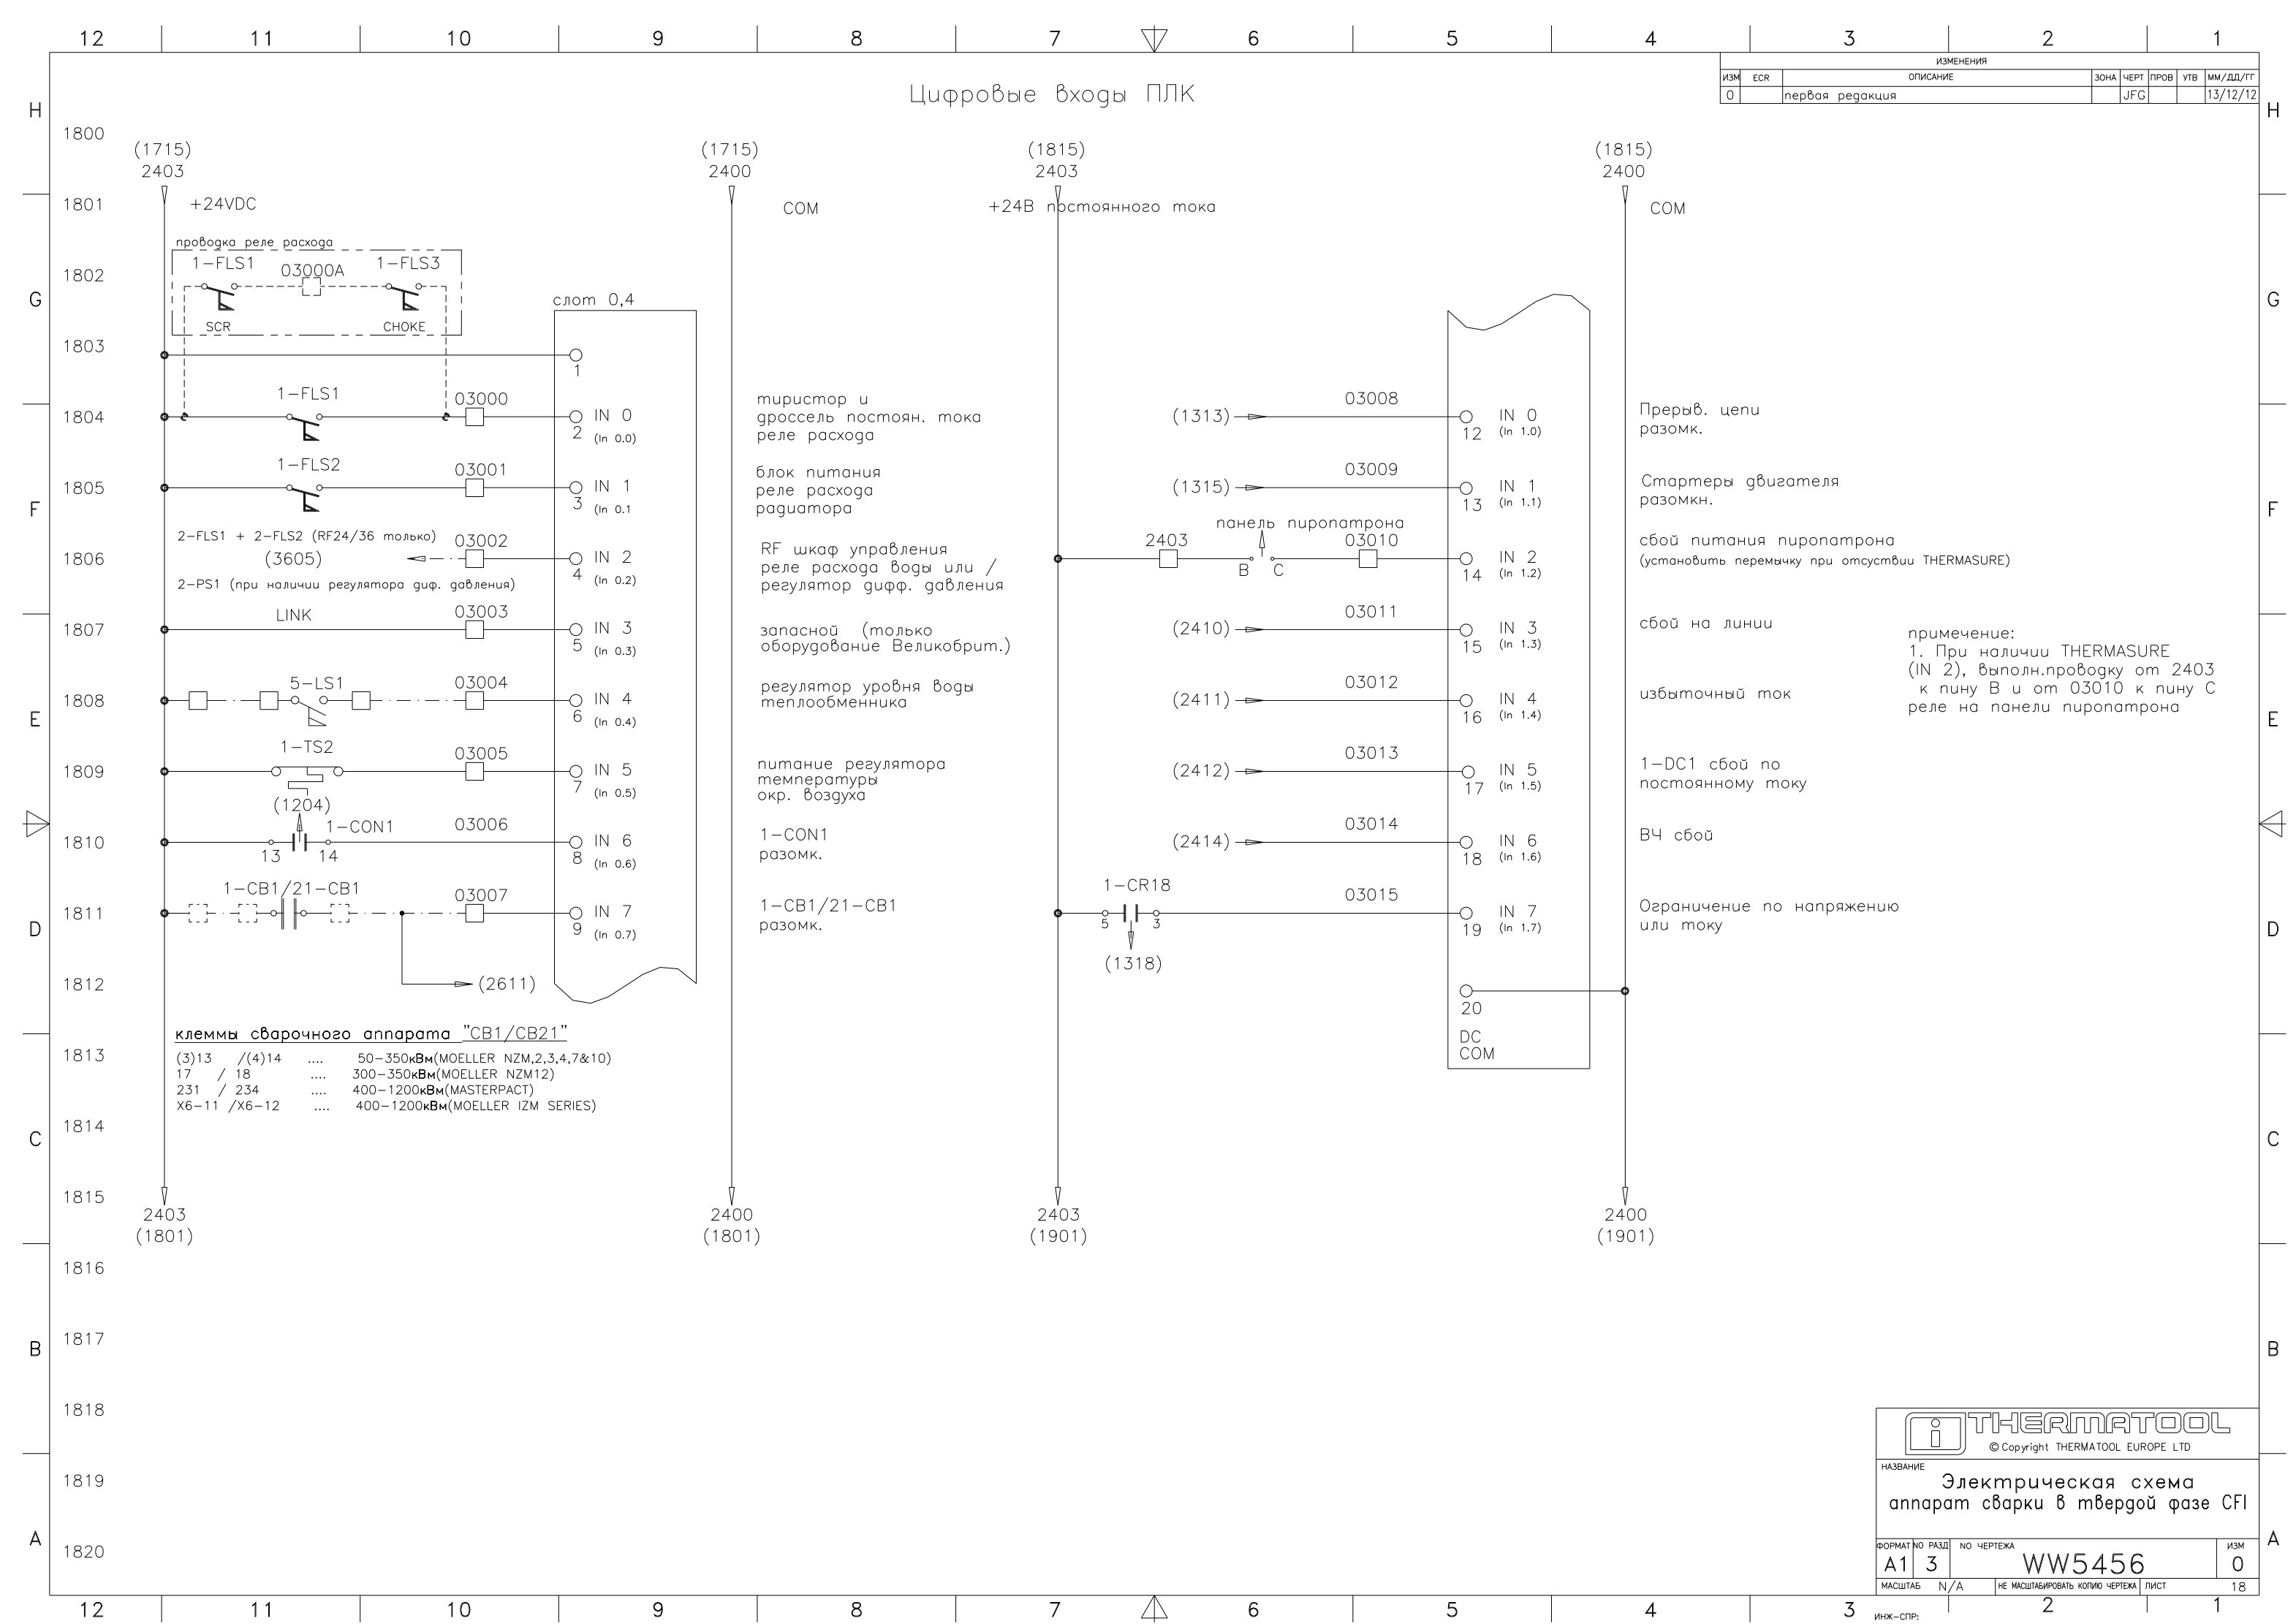 12 11 10 9 8 7 6 5 4 3 2 1
ИЗМЕНЕНИЯ
ИЗМ ECR ОПИСАНИЕ ЗОНА ЧЕРТ ПРОВ УТВ ММ/ДД/ГГ
0 первая редакция JFG 13/12/12
Цифровые входы ПЛК
H H
1800
(1715) (1715) (1815) (1815)
2403 2400 2403 2400
1801 +24VDC COM +24В постоянного тока COM
проводка реле расхода
1-FLS1 03000A 1-FLS3
1802
G G
слот 0,4
SCR CHOKE
1803
1
1-FLS1 03000
1804 IN 0
2 (In 0.0)
тиристор и
дроссель постоян. тока
реле расхода
03008
(1313) IN 0
12 (In 1.0)
Прерыв. цепи
разомк.
1-FLS2 03001
1805 IN 1
3 (In 0.1
блок питания
реле расхода
радиатора
03009
(1315) IN 1
13 (In 1.1)
Стартеры двигателя
разомкн.
F F
2-FLS1 + 2-FLS2 (RF24/36 только) 03002
1806 (3605) IN 2
4 (In 0.2)
2-PS1 (при наличии регулятора диф. давления)
RF шкаф управления
реле расхода воды или /
регулятор дифф. давления
панель пиропатрона
2403 03010
B C
IN 2
14 (In 1.2)
сбой питания пиропатрона
(установить перемычку при отсуствии THERMASURE)
LINK 03003
1807 IN 3
5 (In 0.3)
запасной (только
оборудование Великобрит.)
03011
(2410) IN 3
15 (In 1.3)
сбой на линии
примечание:
1. При наличии THERMASURE
(IN 2), выполн.проводку от 2403
к пину B и от 03010 к пину C
реле на панели пиропатрона
5-LS1 03004
1808 IN 4
6 (In 0.4)
регулятор уровня воды
теплообменника
03012
(2411) IN 4
16 (In 1.4)
избыточный ток
E E
1-TS2 03005
1809 IN 5
7 (In 0.5)
питание регулятора
температуры
окр. воздуха
03013
(2412) IN 5
17 (In 1.5)
1-DC1 сбой по
постоянному току
(1204)
1-CON1 03006
1810 IN 6
13 14 8 (In 0.6)
1-CON1
разомк.
03014
(2414) IN 6
18 (In 1.6)
ВЧ сбой
1-CB1/21-CB1 03007
1811 IN 7
9 (In 0.7)
1-CB1/21-CB1
разомк.
1-CR18 03015
5 3
(1318)
IN 7
19 (In 1.7)
Ограничение по напряжению
или току
D D
1812 (2611)
20
DC
COM
клеммы сварочного аппарата "CB1/CB21"
1813
(3)13 /(4)14 .... 50-350кВм(MOELLER NZM,2,3,4,7&10)
17 / 18 .... 300-350кВм(MOELLER NZM12)
231 / 234 .... 400-1200кВм(MASTERPACT)
X6-11 /X6-12 .... 400-1200кВм(MOELLER IZM SERIES)
1814
C C
1815
2403 2400 2403 2400
(1801) (1801) (1901) (1901)
1816
1817
B B
1818
THERMATOOL
© Copyright THERMATOOL EUROPE LTD
1819
НАЗВАНИЕ
Электрическая схема
аппарат сварки в твердой фазе CFI
A A
1820
ФОРМАТ NO РАЗД NO ЧЕРТЕЖА ИЗМ
A1 3 WW5456 0
МАСШТАБ N/A НЕ МАСШТАБИРОВАТЬ КОПИЮ ЧЕРТЕЖА ЛИСТ 18
12 11 10 9 8 7 6 5 4 3 2 1
ИНЖ-СПР: